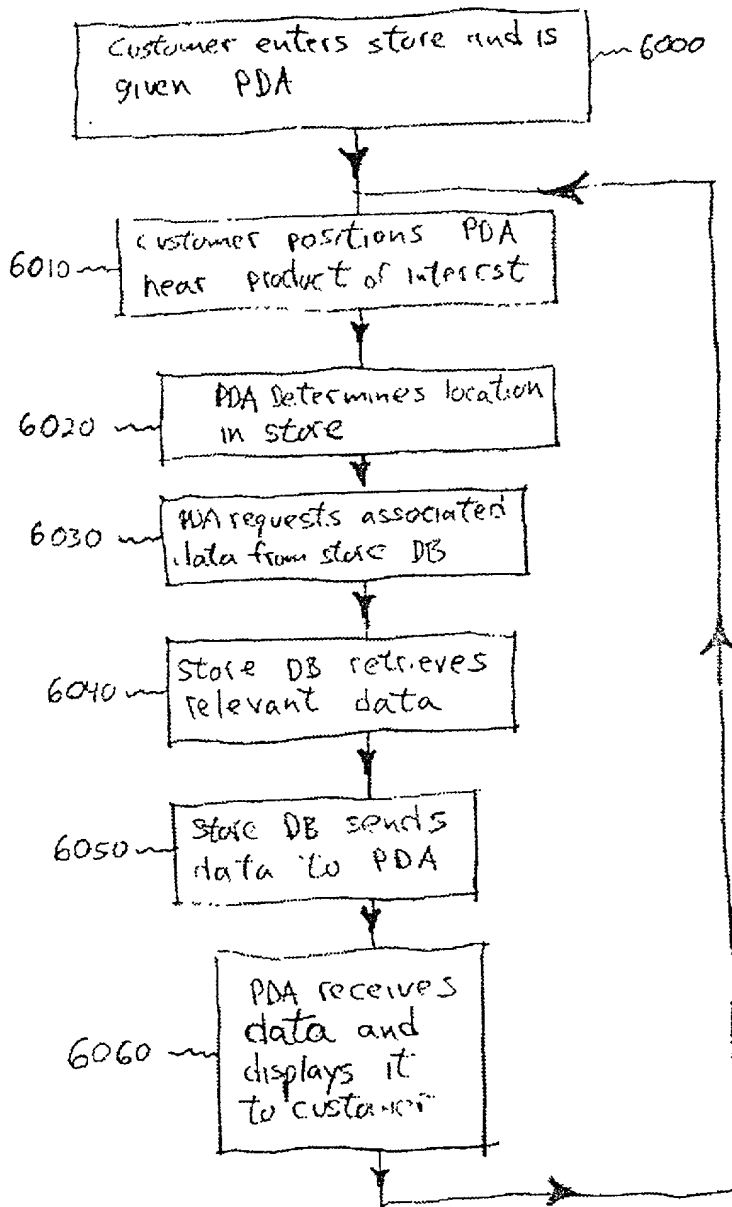 Customer enters store and is
given PDA
6000
Customer positions PDA
near product of interest
6010
PDA Determines location
in store
6020
PDA requests associated
data from store DB
6030
Store DB retrieves
relevant data
6040
Store DB sends
data to PDA
6050
PDA receives
data and
displays it
to customer
6060